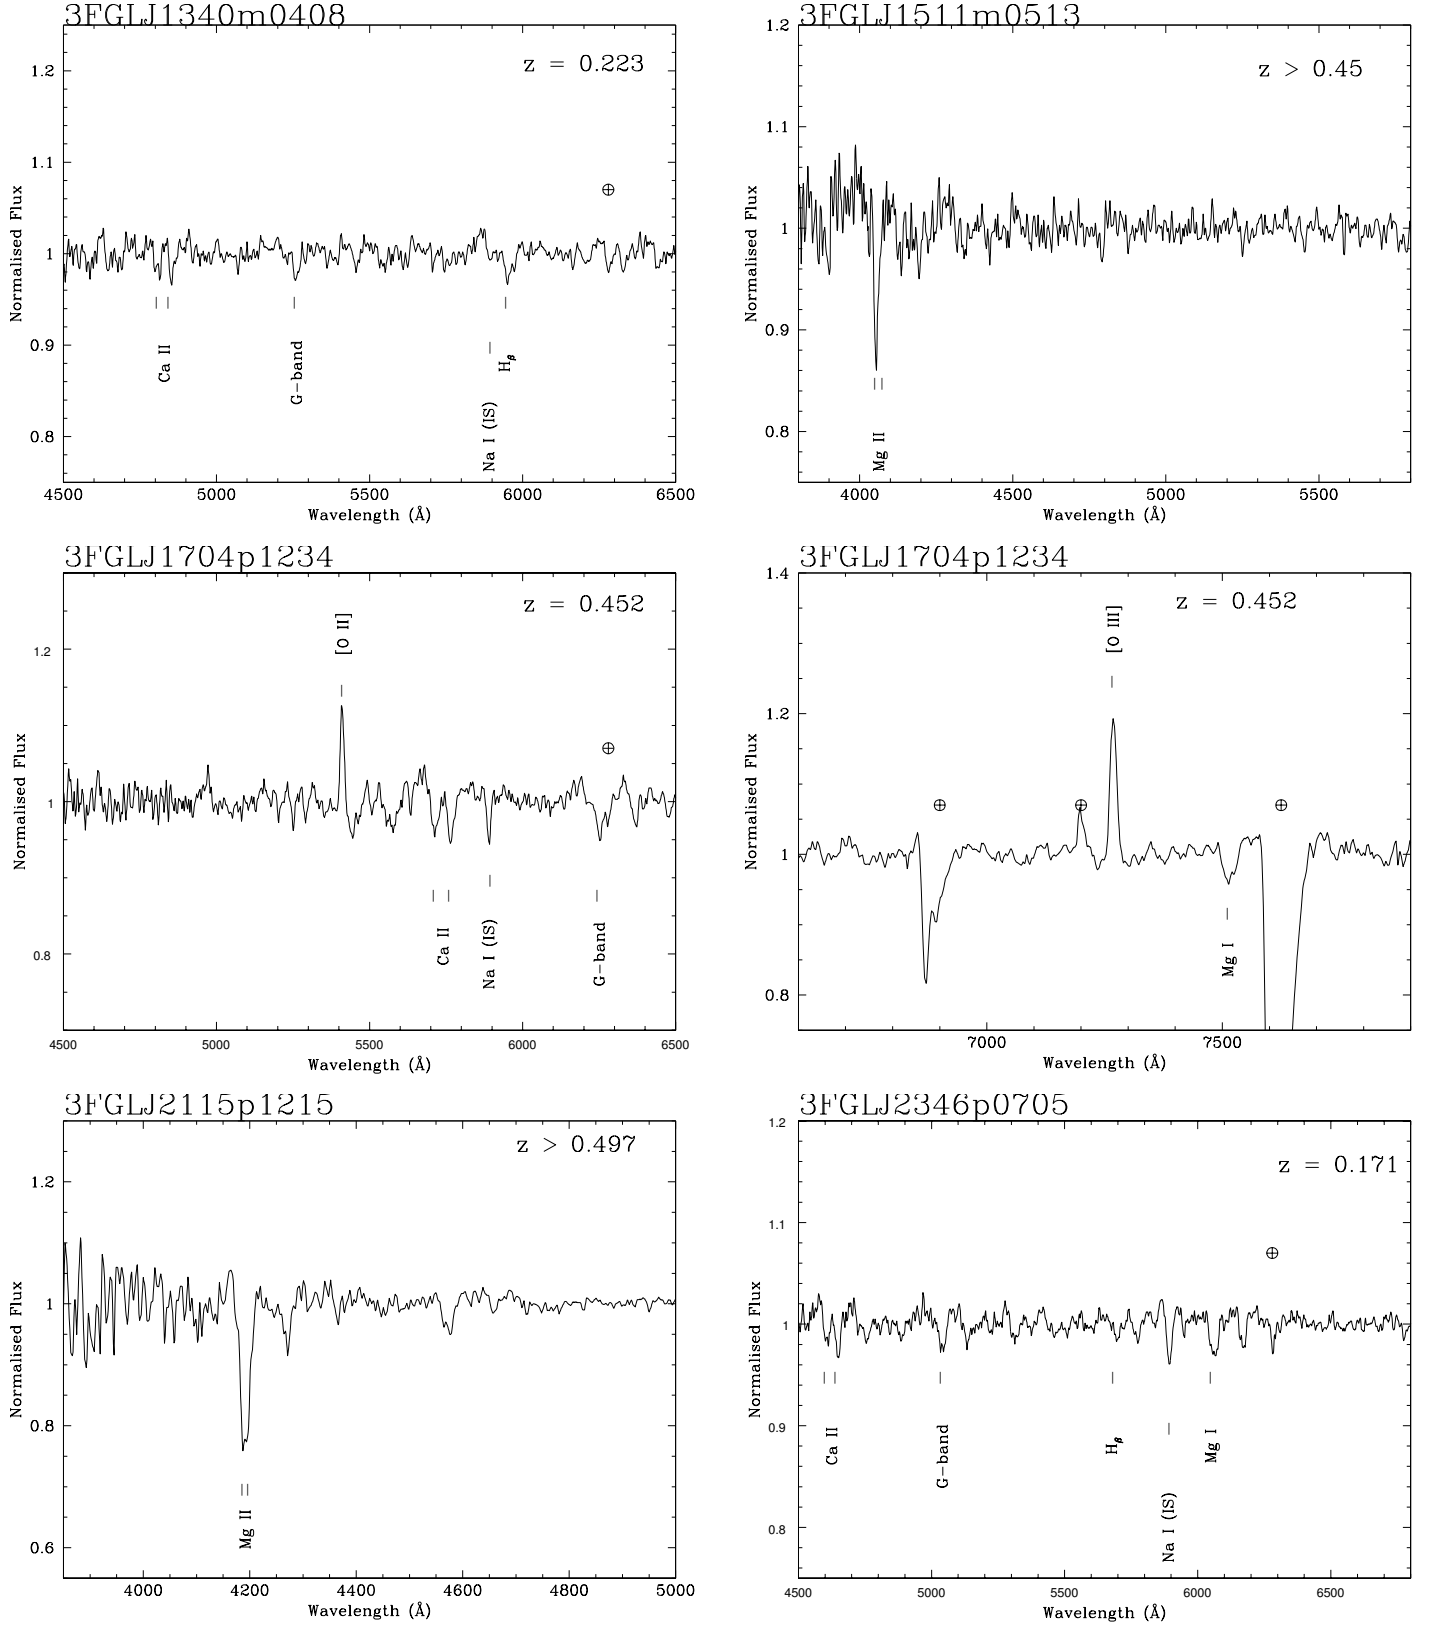 3FGLJ1340m0408
z = 0.223
1.2
1.1
1
0.9
0.8
Normalised Flux
⊕
Ca II
G-band
Na I (IS)
Hβ
4500 5000 5500 6000 6500
Wavelength (Å)
3FGLJ1511m0513
z > 0.45
1.2
1.1
1
0.9
0.8
Normalised Flux
Mg II
4000 4500 5000 5500
Wavelength (Å)
3FGLJ1704p1234
z = 0.452
1.2
1
0.8
Normalised Flux
[O II]
⊕
Ca II
Na I (IS)
G-band
4500 5000 5500 6000 6500
Wavelength (Å)
3FGLJ1704p1234
z = 0.452
1.4
1.2
1
0.8
Normalised Flux
[O III]
⊕ ⊕ ⊕
Mg I
7000 7500
Wavelength (Å)
3FGLJ2115p1215
z > 0.497
1.2
1
0.8
0.6
Normalised Flux
Mg II
4000 4200 4400 4600 4800 5000
Wavelength (Å)
3FGLJ2346p0705
z = 0.171
1.2
1.1
1
0.9
0.8
Normalised Flux
⊕
Ca II
G-band
Hβ
Na I (IS)
Mg I
4500 5000 5500 6000 6500
Wavelength (Å)